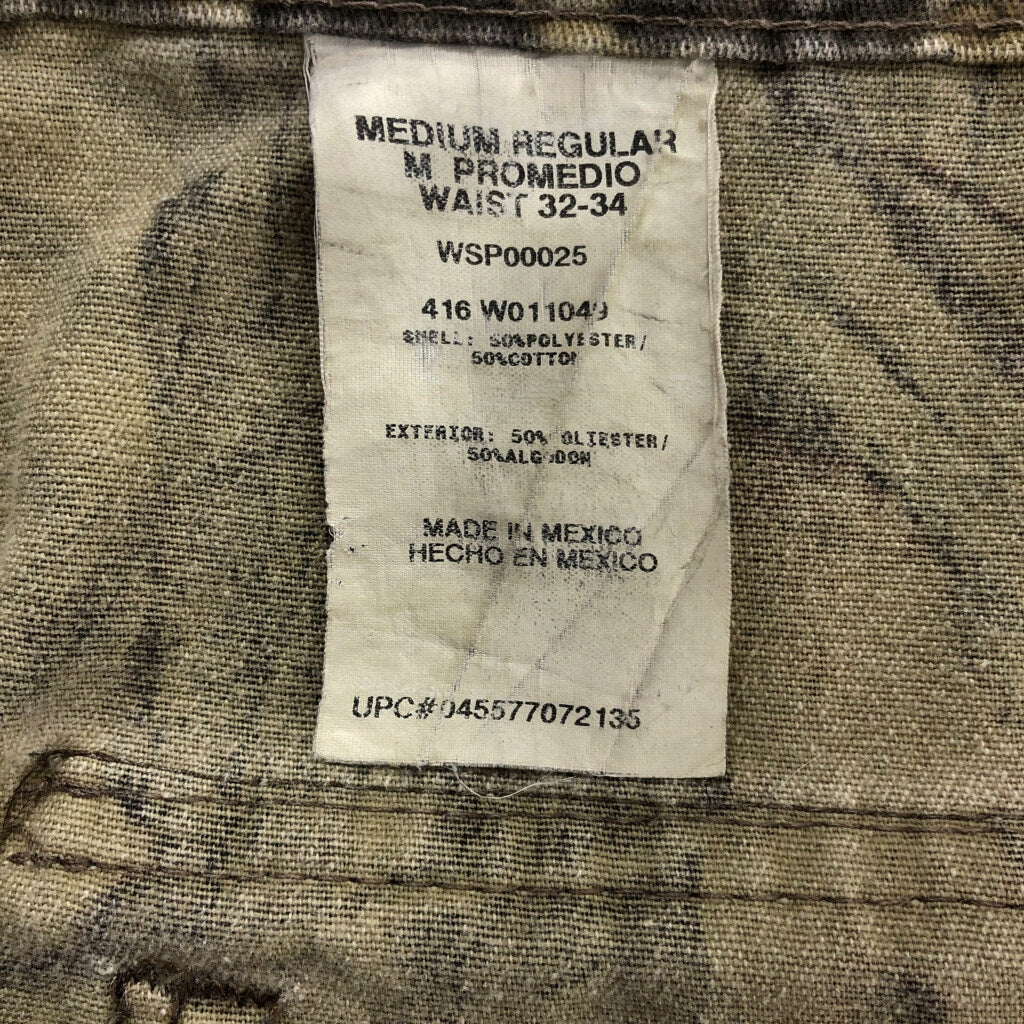 MEDIUM REGULAR
M PROMEDIO
WAIST 32-34
WSP00025
416 W011049
SHELL: 50%POLYESTER/
50%COTTON
EXTERIOR: 50% OLIESTER/
50%ALGODON
MADE IN MEXICO
HECHO EN MEXICO
UPC#045577072135